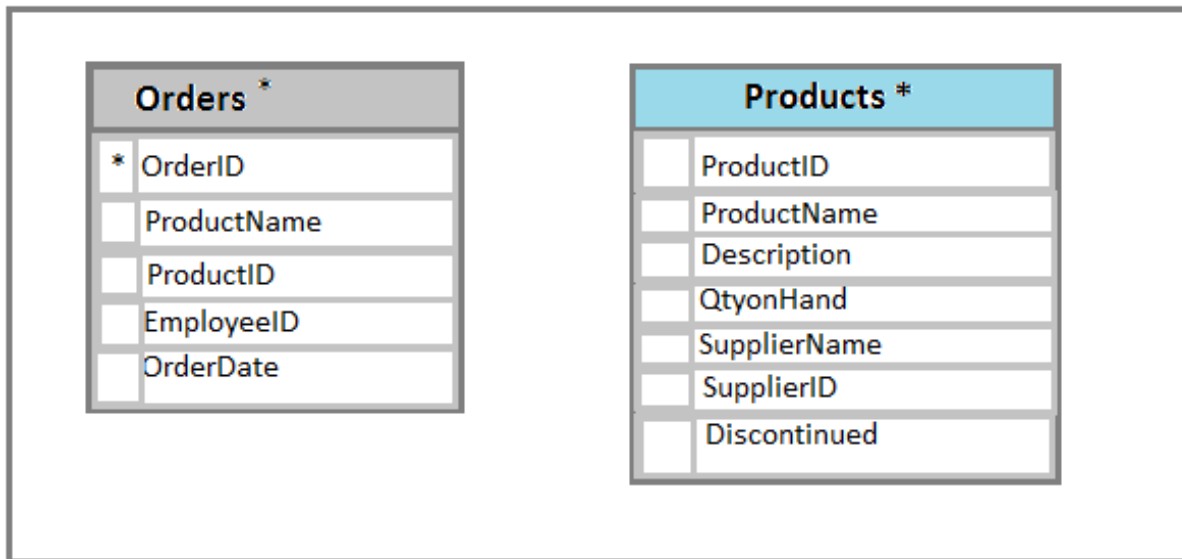 Orders *
* OrderID
ProductName
ProductID
EmployeeID
OrderDate
Products *
ProductID
ProductName
Description
QtyonHand
SupplierName
SupplierID
Discontinued